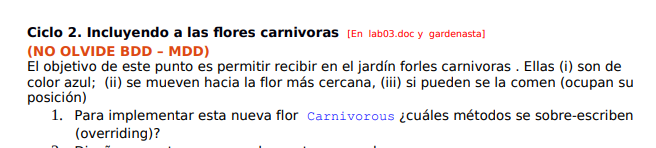 Ciclo 2. Incluyendo a las flores carnivoras [En lab03.doc y gardenasta]
(NO OLVIDE BDD – MDD)
El objetivo de este punto es permitir recibir en el jardín forles carnivoras . Ellas (i) son de
color azul; (ii) se mueven hacia la flor más cercana, (iii) si pueden se la comen (ocupan su
posición)
1. Para implementar esta nueva flor Carnivorous ¿cuáles métodos se sobre-escriben
(overriding)?